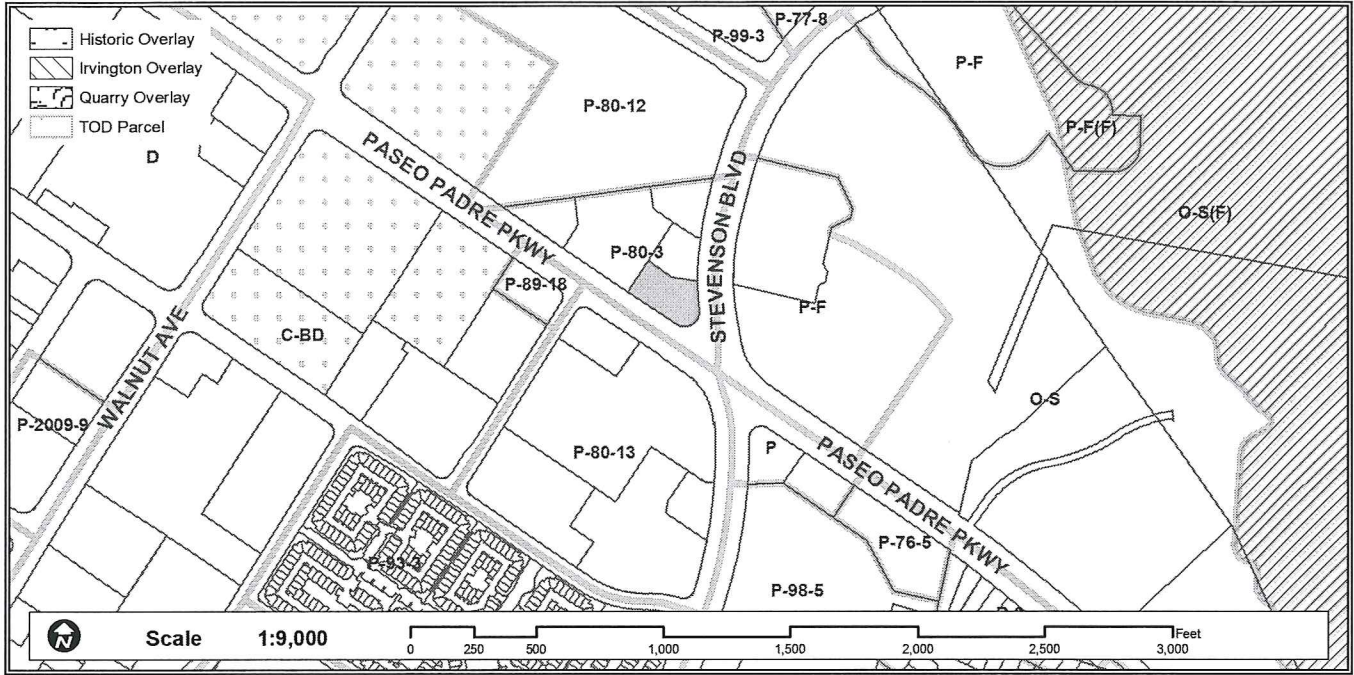 Historic Overlay
Irvington Overlay
Quarry Overlay
TOD Parcel
D
P-77-8
P-99-3
P-F
P-80-12
P-F(F)
PASEO PADRE PKWY
STEVENSON BLVD
O-S(F)
P-80-3
P-89-18
P-F
C-BD
WALNUT AVE
O-S
P-2009-9
P-80-13
P
PASEO PADRE PKWY
P-76-5
P-93-3
P-98-5
N
Scale 1:9,000
Feet
0 250 500 1,000 1,500 2,000 2,500 3,000